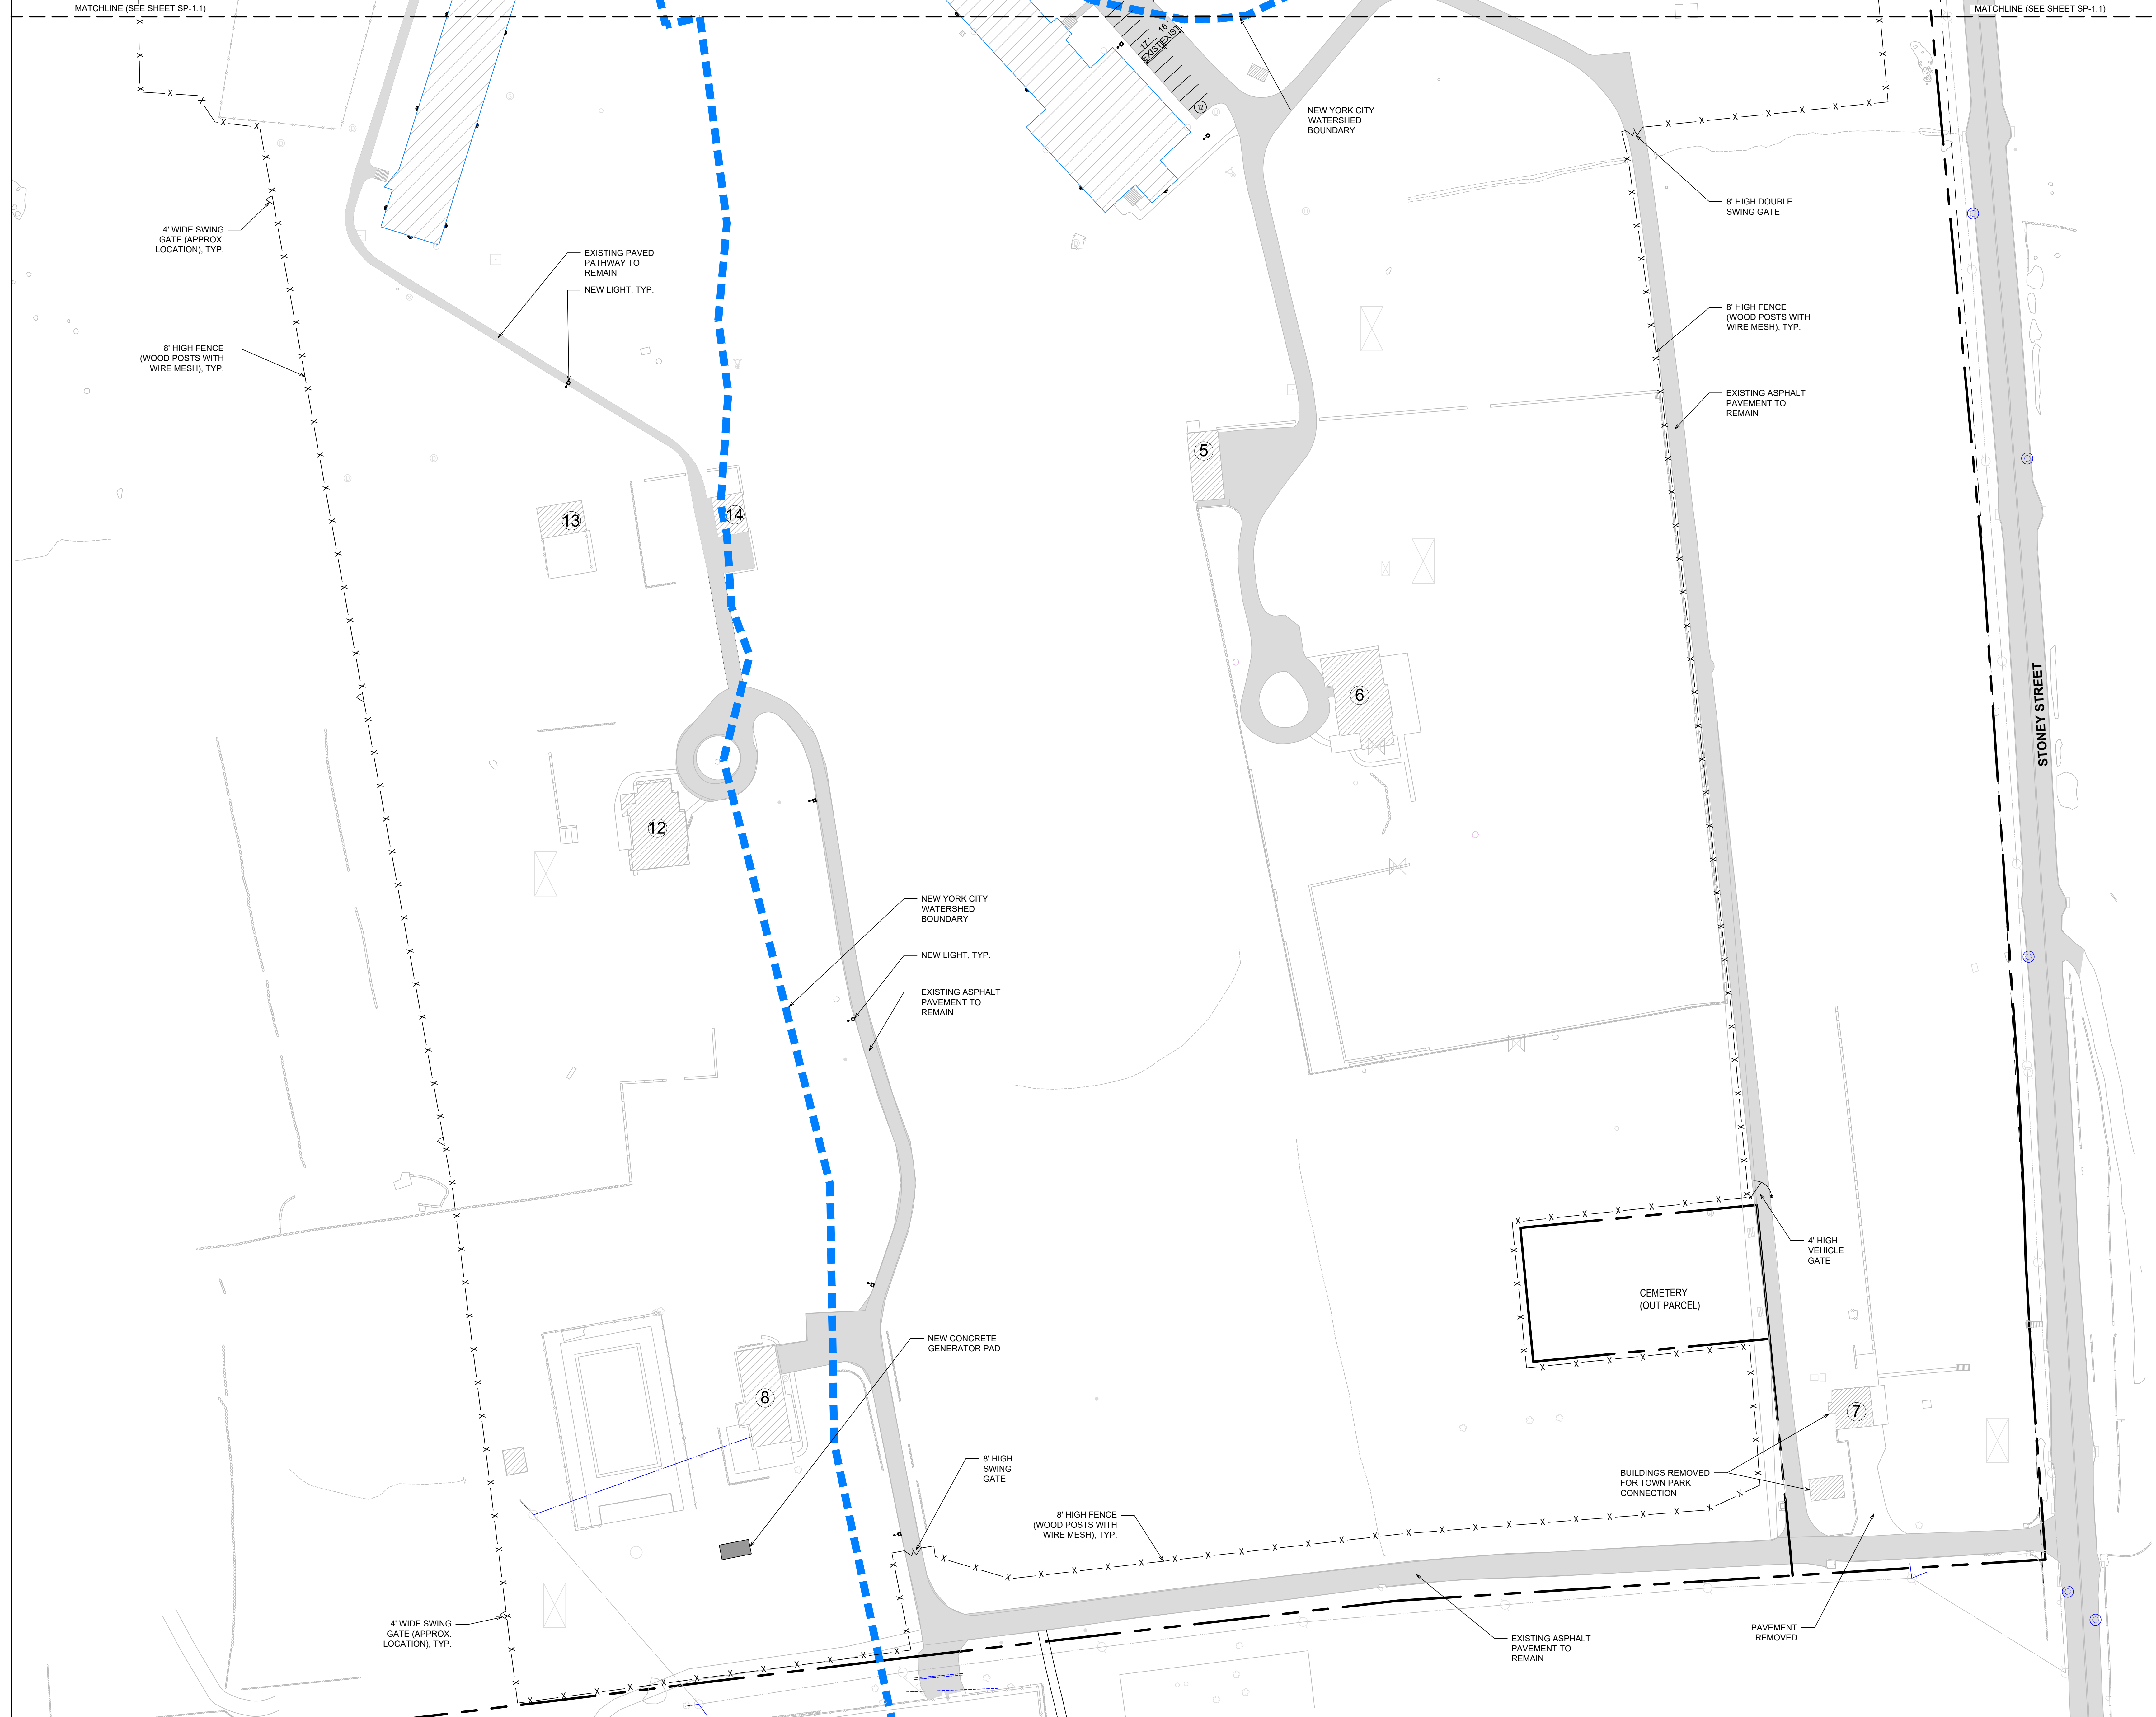 MATCHLINE (SEE SHEET SP-1.1)
MATCHLINE (SEE SHEET SP-1.1)
17'
EXIST.
16'
EXIST.
12
NEW YORK CITY
WATERSHED
BOUNDARY
8' HIGH DOUBLE
SWING GATE
4' WIDE SWING
GATE (APPROX.
LOCATION), TYP.
EXISTING PAVED
PATHWAY TO
REMAIN
NEW LIGHT, TYP.
8' HIGH FENCE
(WOOD POSTS WITH
WIRE MESH), TYP.
8' HIGH FENCE
(WOOD POSTS WITH
WIRE MESH), TYP.
EXISTING ASPHALT
PAVEMENT TO
REMAIN
5
13
14
6
STONEY STREET
12
NEW YORK CITY
WATERSHED
BOUNDARY
NEW LIGHT, TYP.
EXISTING ASPHALT
PAVEMENT TO
REMAIN
4' HIGH
VEHICLE
GATE
CEMETERY
(OUT PARCEL)
NEW CONCRETE
GENERATOR PAD
8
7
8' HIGH
SWING
GATE
BUILDINGS REMOVED
FOR TOWN PARK
CONNECTION
8' HIGH FENCE
(WOOD POSTS WITH
WIRE MESH), TYP.
4' WIDE SWING
GATE (APPROX.
LOCATION), TYP.
EXISTING ASPHALT
PAVEMENT TO
REMAIN
PAVEMENT
REMOVED